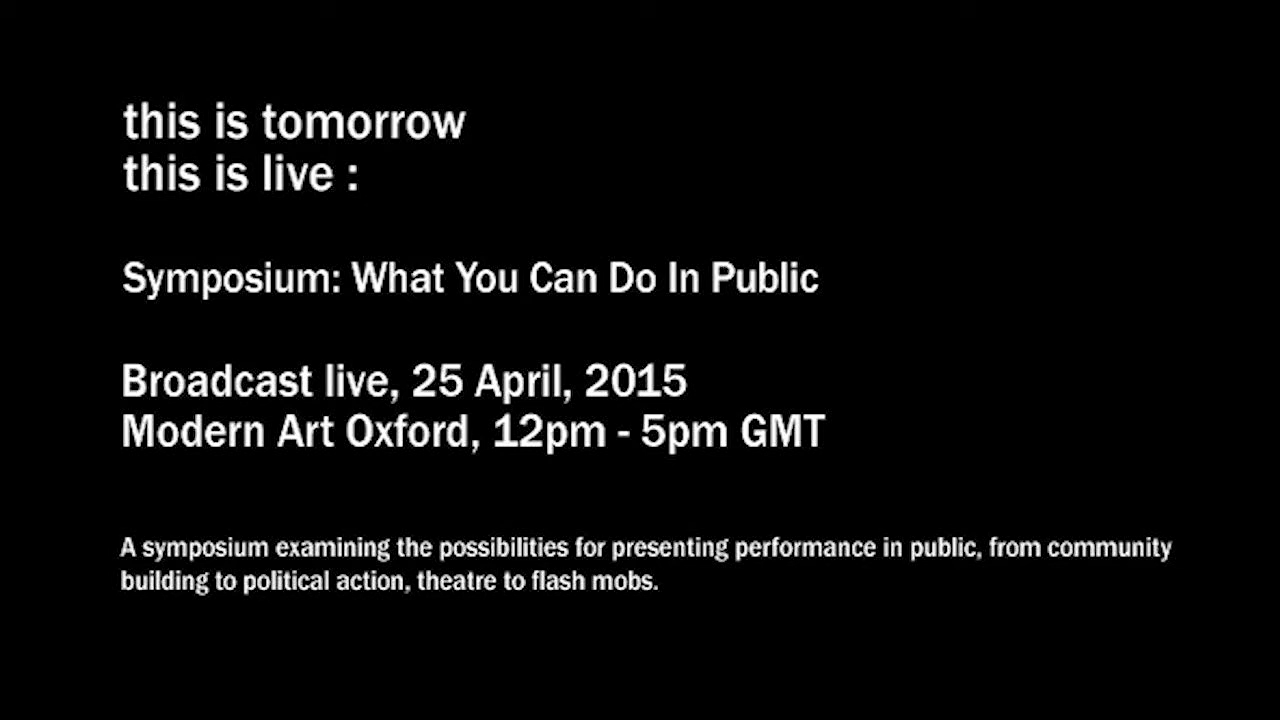 this is tomorrow
this is live :
Symposium: What You Can Do In Public
Broadcast live, 25 April, 2015
Modern Art Oxford, 12pm - 5pm GMT
A symposium examining the possibilities for presenting performance in public, from community
building to political action, theatre to flash mobs.